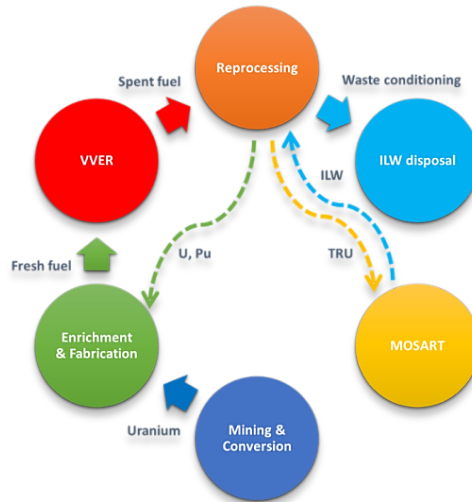 Reprocessing
Spent fuel
Waste conditioning
VVER
ILW disposal
ILW
U, Pu
TRU
Fresh fuel
Enrichment
& Fabrication
MOSART
Uranium
Mining &
Conversion